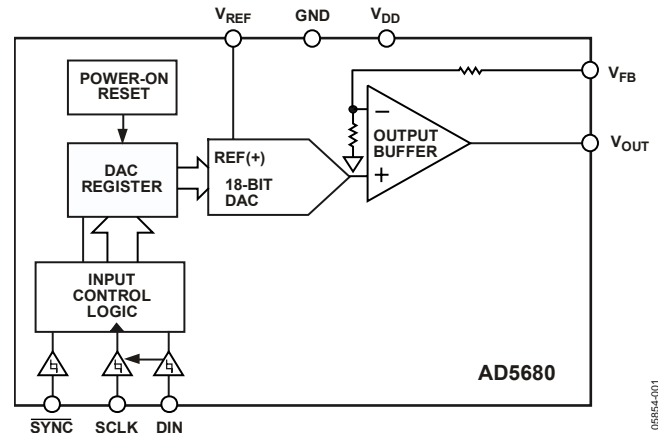 VREF GND VDD
POWER-ON
RESET
VFB
REF(+)
OUTPUT
BUFFER
VOUT
DAC
REGISTER
18-BIT
DAC
INPUT
CONTROL
LOGIC
AD5680
SYNC SCLK DIN
05854-001